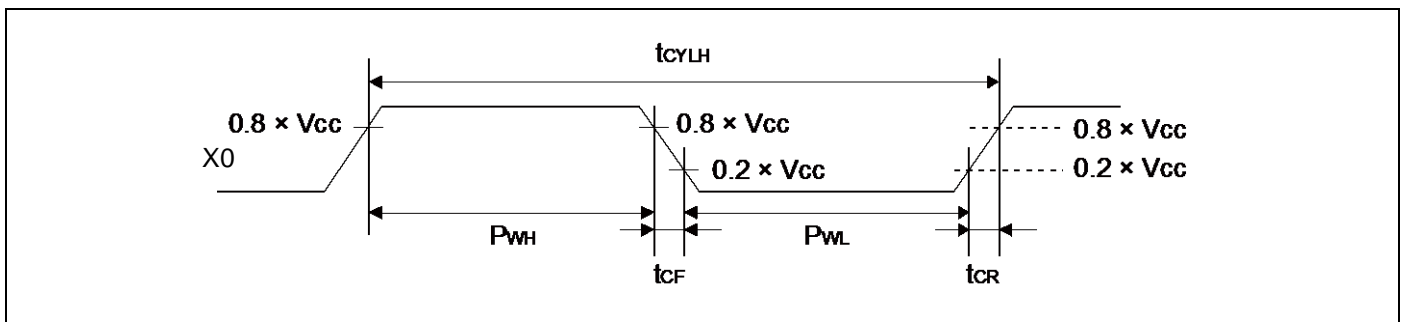 tCYLH
0.8 × Vcc
0.8 × Vcc
0.8 × Vcc
X0
0.2 × Vcc
0.2 × Vcc
PWH
PWL
tCF
tCR